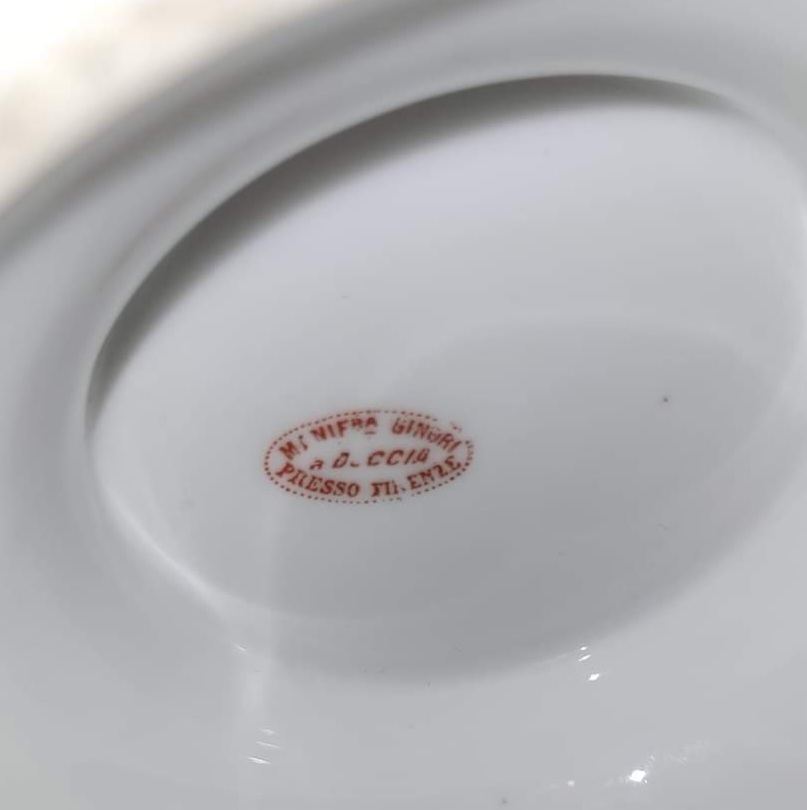 MANIFRA GINORI
a DOCCIA
PRESSO FIRENZE